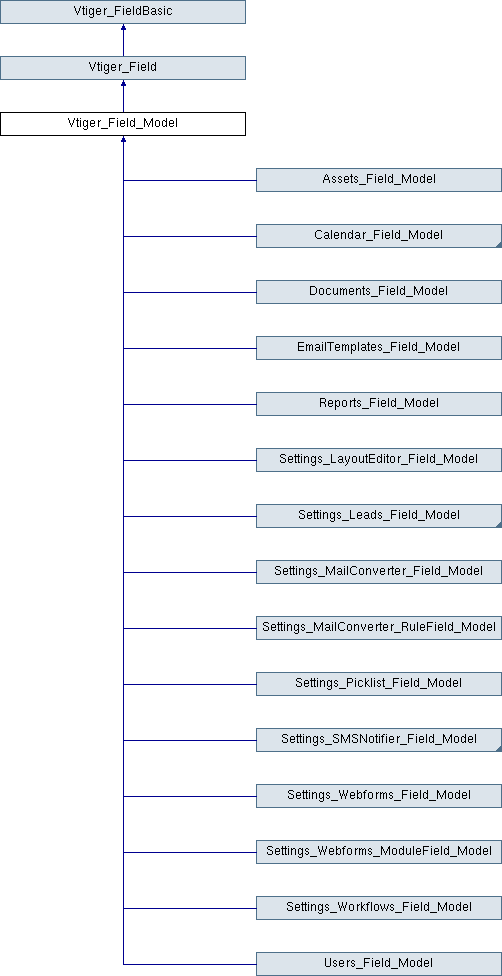 Vtiger_FieldBasic
Vtiger_Field
Vtiger_Field_Model
Assets_Field_Model
Calendar_Field_Model
Documents_Field_Model
EmailTemplates_Field_Model
Reports_Field_Model
Settings_LayoutEditor_Field_Model
Settings_Leads_Field_Model
Settings_MailConverter_Field_Model
Settings_MailConverter_RuleField_Model
Settings_Picklist_Field_Model
Settings_SMSNotifier_Field_Model
Settings_Webforms_Field_Model
Settings_Webforms_ModuleField_Model
Settings_Workflows_Field_Model
Users_Field_Model